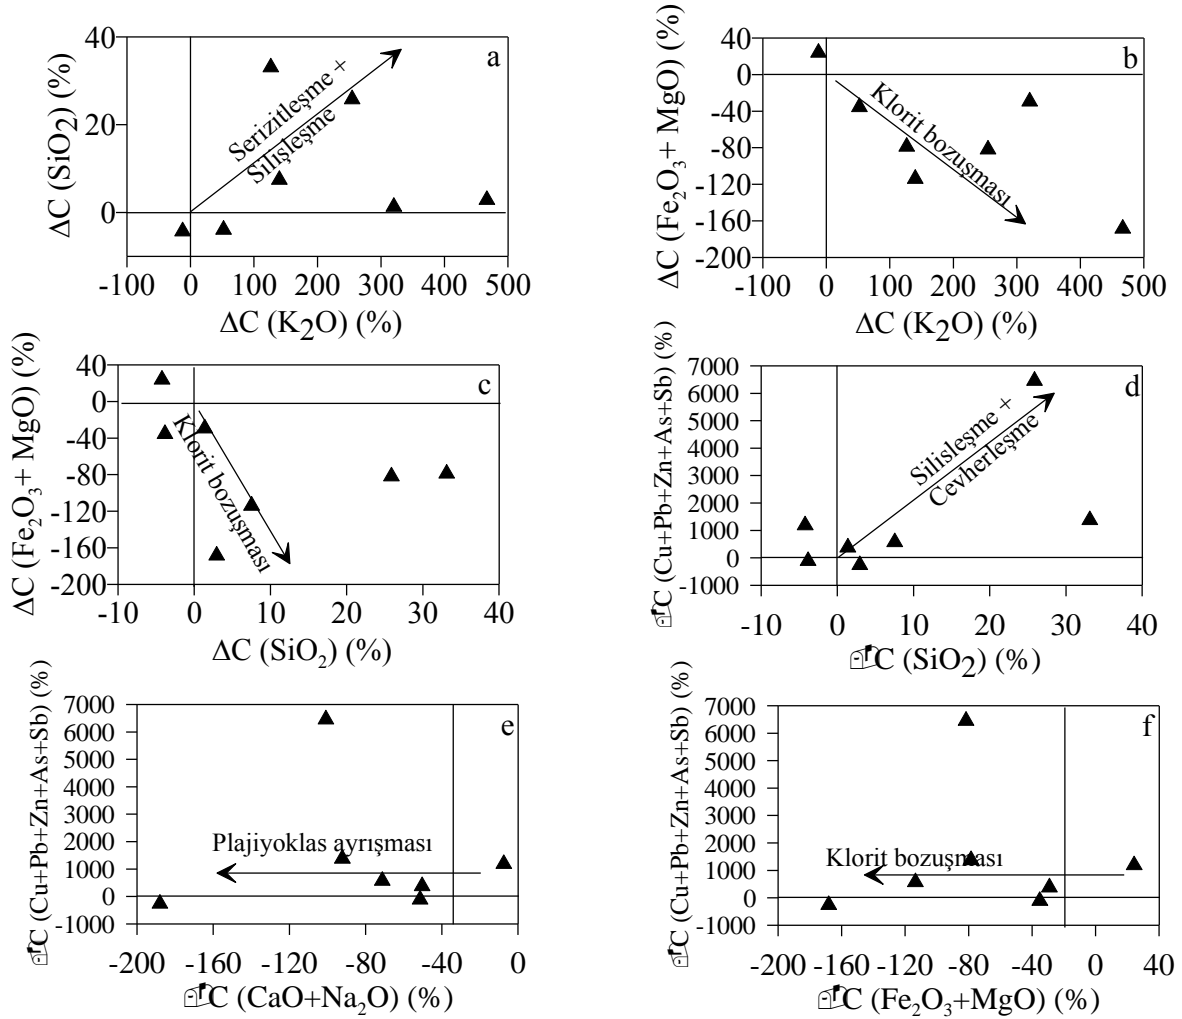 a
ΔC (SiO2) (%)
40
20
0
Serizitleşme +
Silişleşme
-100 0 100 200 300 400 500
ΔC (K2O) (%)
b
ΔC (Fe2O3+ MgO) (%)
40
0
-40
-80
-120
-160
-200
Klorit bozuşması
-100 0 100 200 300 400 500
ΔC (K2O) (%)
c
ΔC (Fe2O3+ MgO) (%)
40
0
-40
-80
-120
-160
-200
Klorit bozuşması
-10 0 10 20 30 40
ΔC (SiO2) (%)
d
C (Cu+Pb+Zn+As+Sb) (%)
7000
6000
5000
4000
3000
2000
1000
0
-1000
Silisleşme +
Cevherleşme
-10 0 10 20 30 40
C (SiO2) (%)
e
C (Cu+Pb+Zn+As+Sb) (%)
7000
6000
5000
4000
3000
2000
1000
0
-1000
Plajiyoklas ayrışması
-200 -160 -120 -80 -40 0
C (CaO+Na2O) (%)
f
C (Cu+Pb+Zn+As+Sb) (%)
7000
6000
5000
4000
3000
2000
1000
0
-1000
Klorit bozuşması
-200 -160 -120 -80 -40 0 40
C (Fe2O3+MgO) (%)